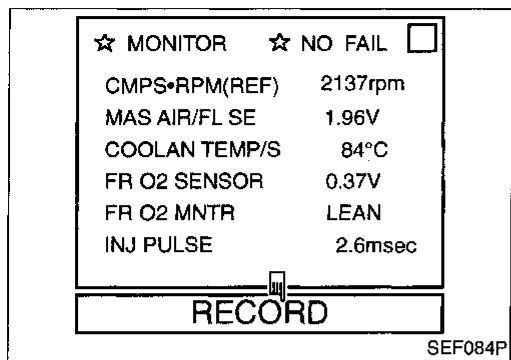 ☆ MONITOR ☆ NO FAIL
CMPS•RPM(REF) 2137rpm
MAS AIR/FL SE 1.96V
COOLAN TEMP/S 84°C
FR O2 SENSOR 0.37V
FR O2 MNTR LEAN
INJ PULSE 2.6msec
RECORD
SEF084P